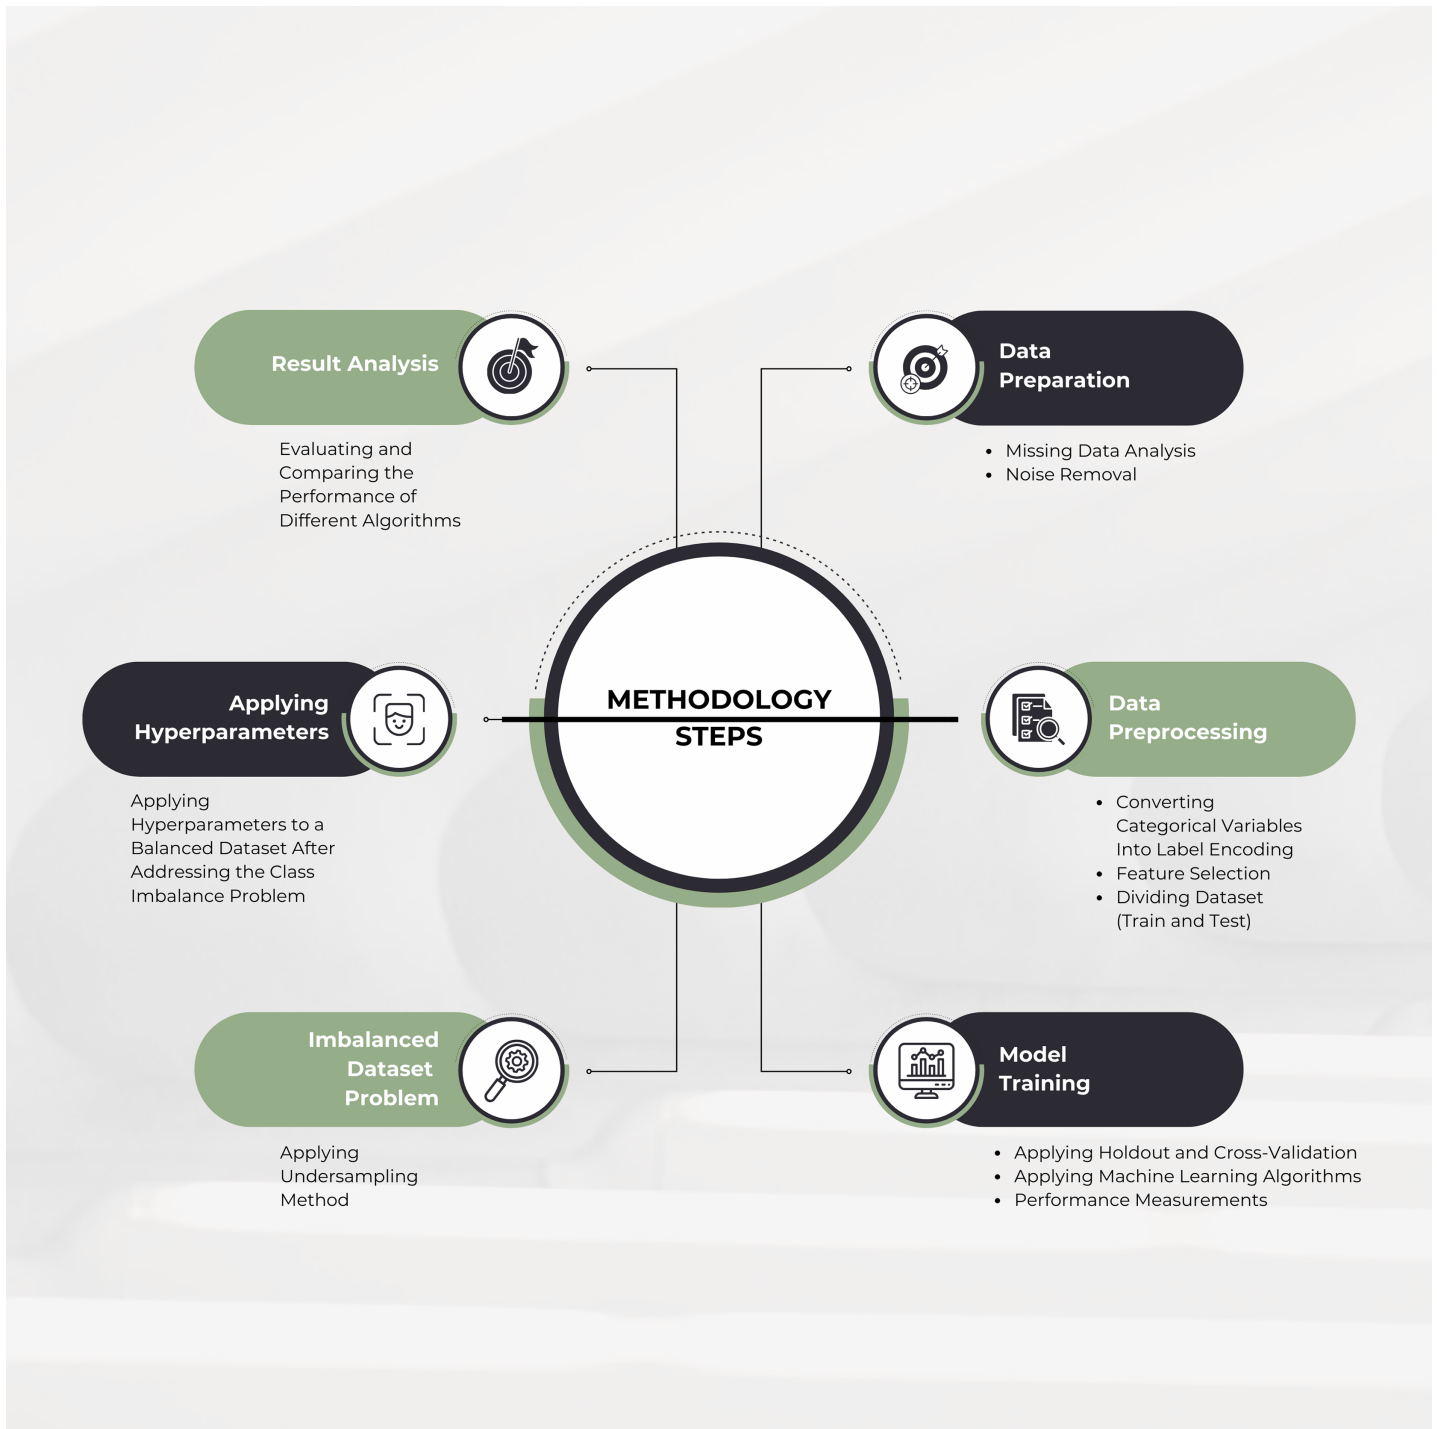 METHODOLOGY
STEPS
Data
Preparation
• Missing Data Analysis
• Noise Removal
Data
Preprocessing
• Converting
Categorical Variables
Into Label Encoding
• Feature Selection
• Dividing Dataset
(Train and Test)
Model
Training
• Applying Holdout and Cross-Validation
• Applying Machine Learning Algorithms
• Performance Measurements
Imbalanced
Dataset
Problem
Applying
Undersampling
Method
Applying
Hyperparameters
Applying
Hyperparameters to a
Balanced Dataset After
Addressing the Class
Imbalance Problem
Result Analysis
Evaluating and
Comparing the
Performance of
Different Algorithms